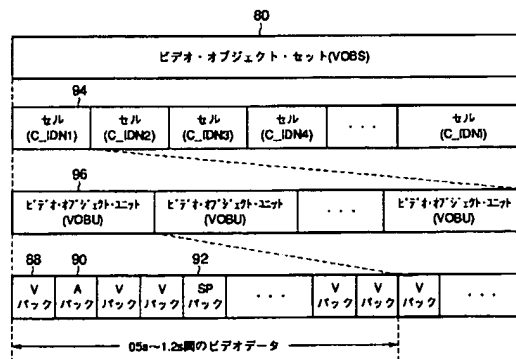 80
ビデオ・オブジェクト・セット(VOBS)
94
セル セル セル セル セル
(C_IDN1) (C_IDN2) (C_IDN3) (C_IDN4) ・・・ (C_IDNi)
96
ビデオ・オブジェクト・ユニット ビデオ・オブジェクト・ユニット ビデオ・オブジェクト・ユニット
(VOBU) (VOBU) ・・・ (VOBU)
88 90 92
V A V V SP V V V
パック パック パック パック パック ・・・ パック パック パック ・・・
05s～1.2s間のビデオデータ